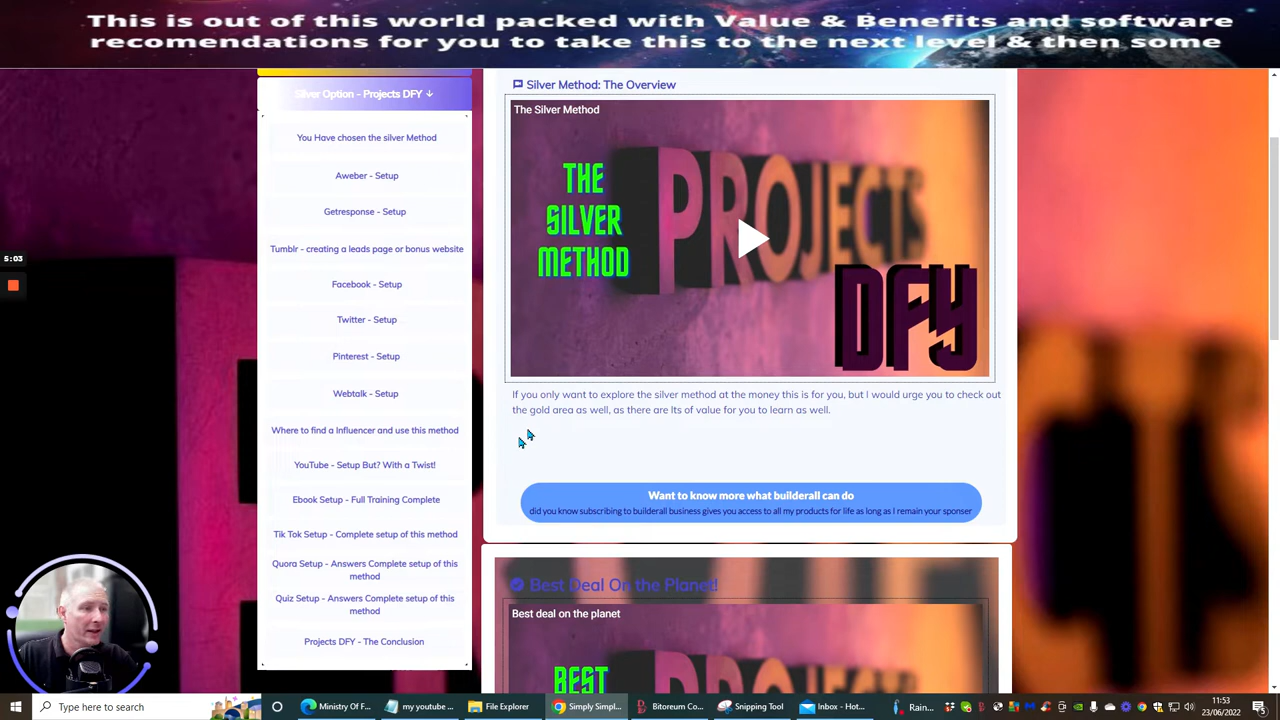 This is out of this world packed with Value & Benefits and software
recomendations for you to take this to the next level & then some
Silver Option - Projects DFY ↓
You Have chosen the silver Method
Aweber - Setup
Getresponse - Setup
Tumblr - creating a leads page or bonus website
Facebook - Setup
Twitter - Setup
Pinterest - Setup
Webtalk - Setup
Where to find a Influencer and use this method
YouTube - Setup But? With a Twist!
Ebook Setup - Full Training Complete
Tik Tok Setup - Complete setup of this method
Quora Setup - Answers Complete setup of this
method
Quiz Setup - Answers Complete setup of this
method
Projects DFY - The Conclusion
5:03
Silver Method: The Overview
The Silver Method
THE
SILVER
METHOD
PROJECTS
DFY
If you only want to explore the silver method at the money this is for you, but I would urge you to check out
the gold area as well, as there are lts of value for you to learn as well.
Want to know more what builderall can do
did you know subscribing to builderall business gives you access to all my products for life as long as I remain your sponser
Best Deal On the Planet!
Best deal on the planet
BEST
Type here to search
Ministry Of F...
my youtube ...
File Explorer
Simply Simpl...
Bitoreum Co...
Snipping Tool
Inbox - Hot...
Rain...
11:53
23/06/2022